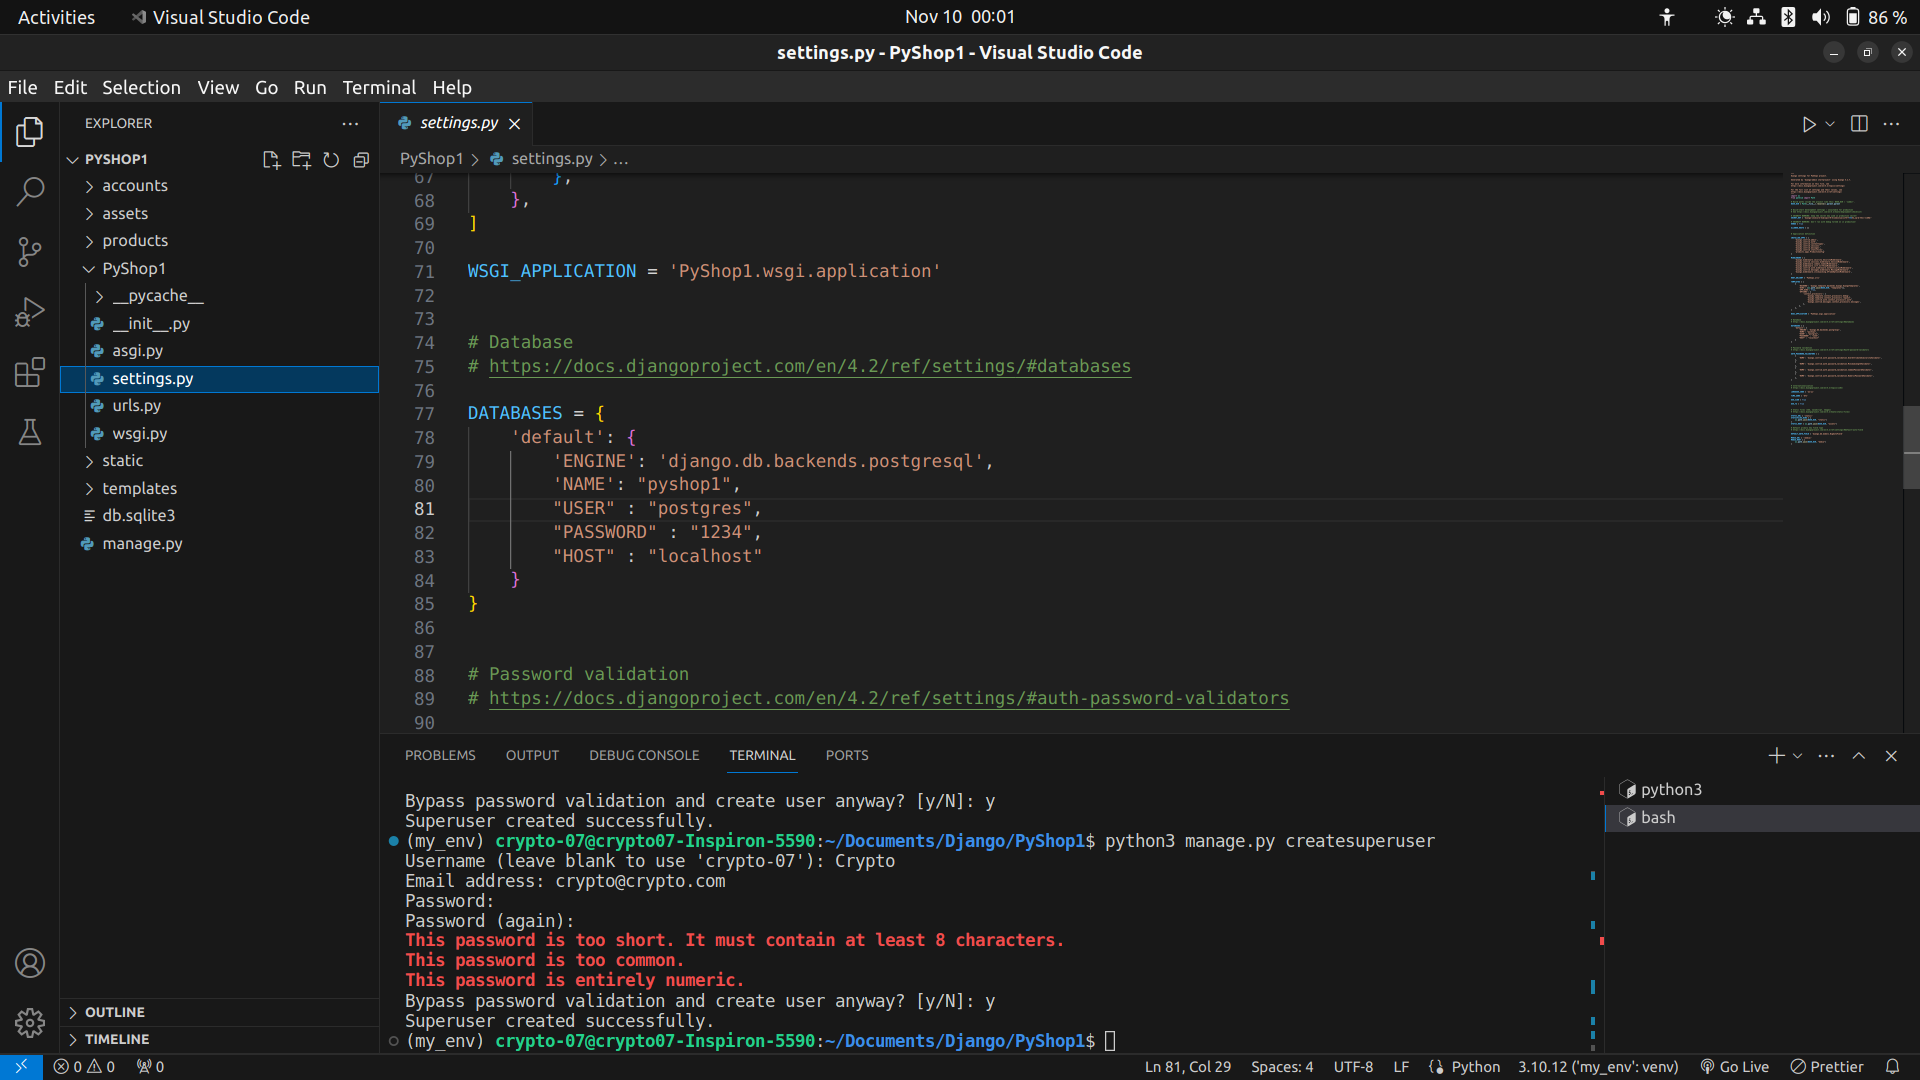 Activities Visual Studio Code Nov 10 00:01 86 %
settings.py - PyShop1 - Visual Studio Code
File Edit Selection View Go Run Terminal Help
EXPLORER
PYSHOP1
accounts
assets
products
PyShop1
__pycache__
__init__.py
asgi.py
settings.py
urls.py
wsgi.py
static
templates
db.sqlite3
manage.py
OUTLINE
TIMELINE
settings.py
PyShop1 > settings.py > ...
67 },
68 },
69 ]
70
71 WSGI_APPLICATION = 'PyShop1.wsgi.application'
72
73
74 # Database
75 # https://docs.djangoproject.com/en/4.2/ref/settings/#databases
76
77 DATABASES = {
78 'default': {
79 'ENGINE': 'django.db.backends.postgresql',
80 'NAME': "pyshop1",
81 "USER" : "postgres",
82 "PASSWORD" : "1234",
83 "HOST" : "localhost"
84 }
85 }
86
87
88 # Password validation
89 # https://docs.djangoproject.com/en/4.2/ref/settings/#auth-password-validators
90
PROBLEMS OUTPUT DEBUG CONSOLE TERMINAL PORTS
Bypass password validation and create user anyway? [y/N]: y
Superuser created successfully.
(my_env) crypto-07@crypto07-Inspiron-5590:~/Documents/Django/PyShop1$ python3 manage.py createsuperuser
Username (leave blank to use 'crypto-07'): Crypto
Email address: crypto@crypto.com
Password:
Password (again):
This password is too short. It must contain at least 8 characters.
This password is too common.
This password is entirely numeric.
Bypass password validation and create user anyway? [y/N]: y
Superuser created successfully.
(my_env) crypto-07@crypto07-Inspiron-5590:~/Documents/Django/PyShop1$
python3
bash
0 0 0 Ln 81, Col 29 Spaces: 4 UTF-8 LF Python 3.10.12 ('my_env': venv) Go Live Prettier